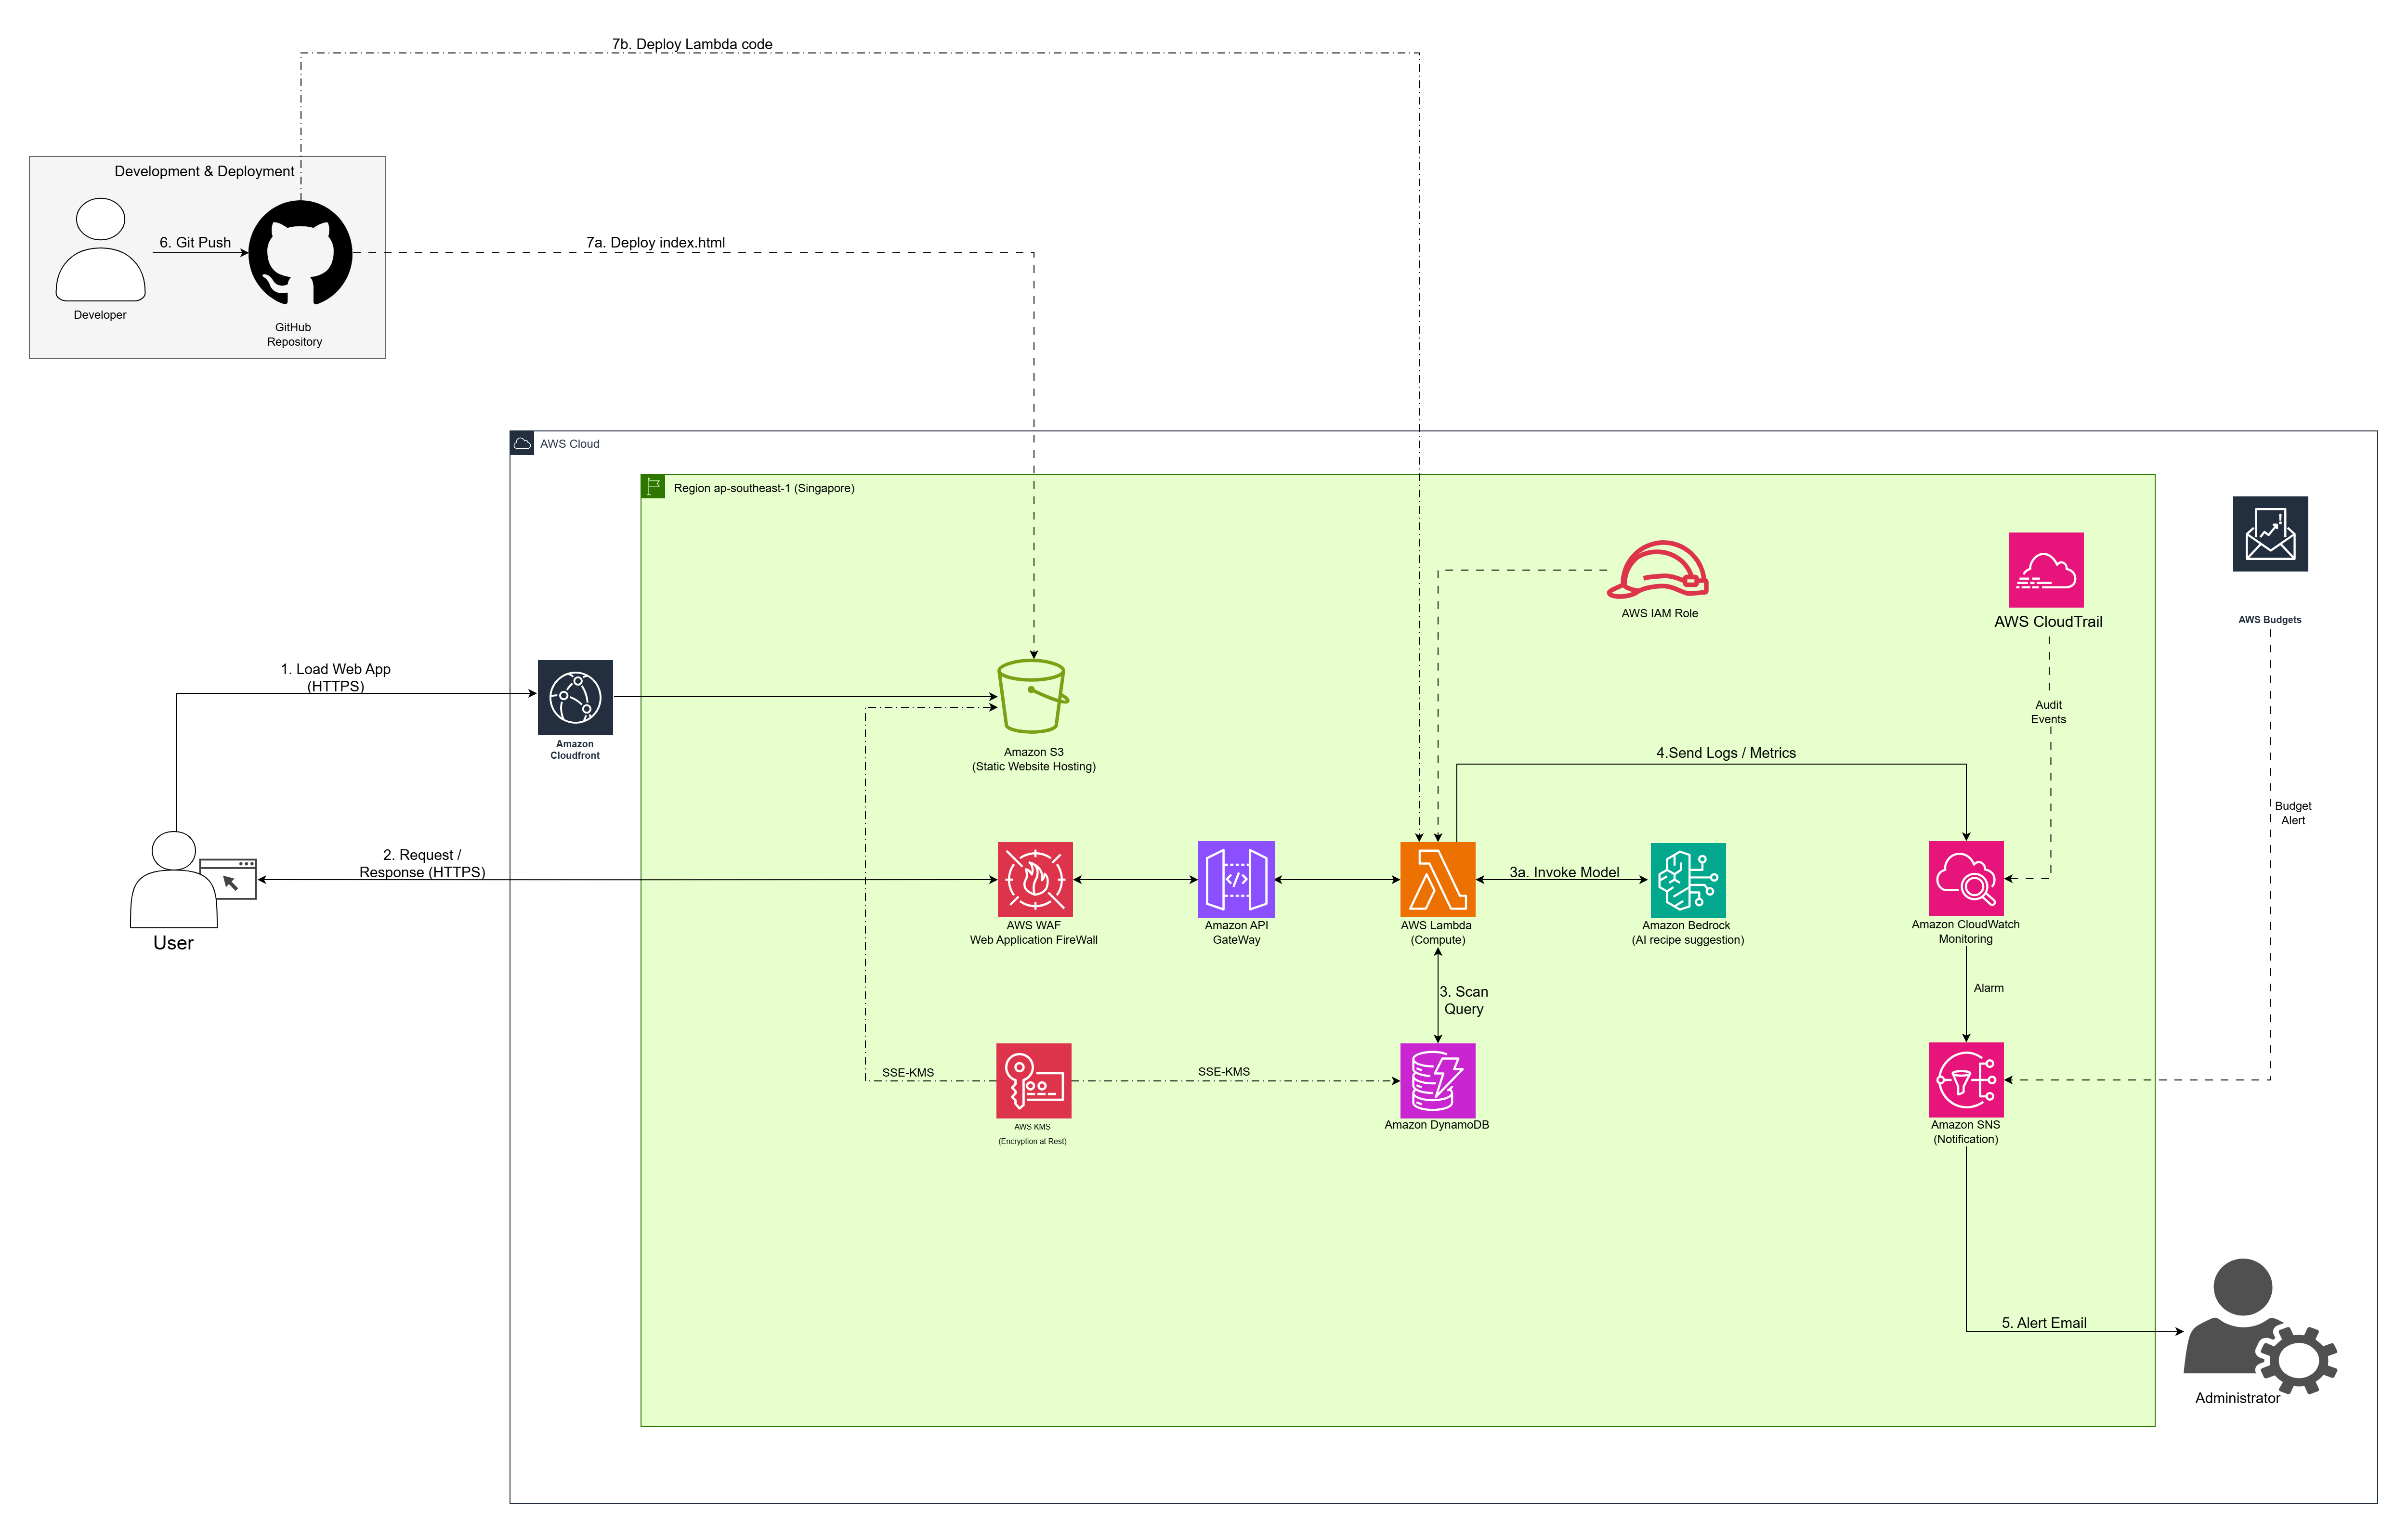 7b. Deploy Lambda code
Development & Deployment
6. Git Push
7a. Deploy index.html
Developer
GitHub
Repository
AWS Cloud
Region ap-southeast-1 (Singapore)
AWS IAM Role
AWS CloudTrail
AWS Budgets
1. Load Web App
(HTTPS)
Audit
Events
Amazon
Cloudfront
Amazon S3
(Static Website Hosting)
4.Send Logs / Metrics
Budget
Alert
2. Request /
Response (HTTPS)
3a. Invoke Model
User
AWS WAF
Web Application FireWall
Amazon API
GateWay
AWS Lambda
(Compute)
Amazon Bedrock
(AI recipe suggestion)
Amazon CloudWatch
Monitoring
3. Scan
Query
Alarm
SSE-KMS
SSE-KMS
AWS KMS
(Encryption at Rest)
Amazon DynamoDB
Amazon SNS
(Notification)
5. Alert Email
Administrator